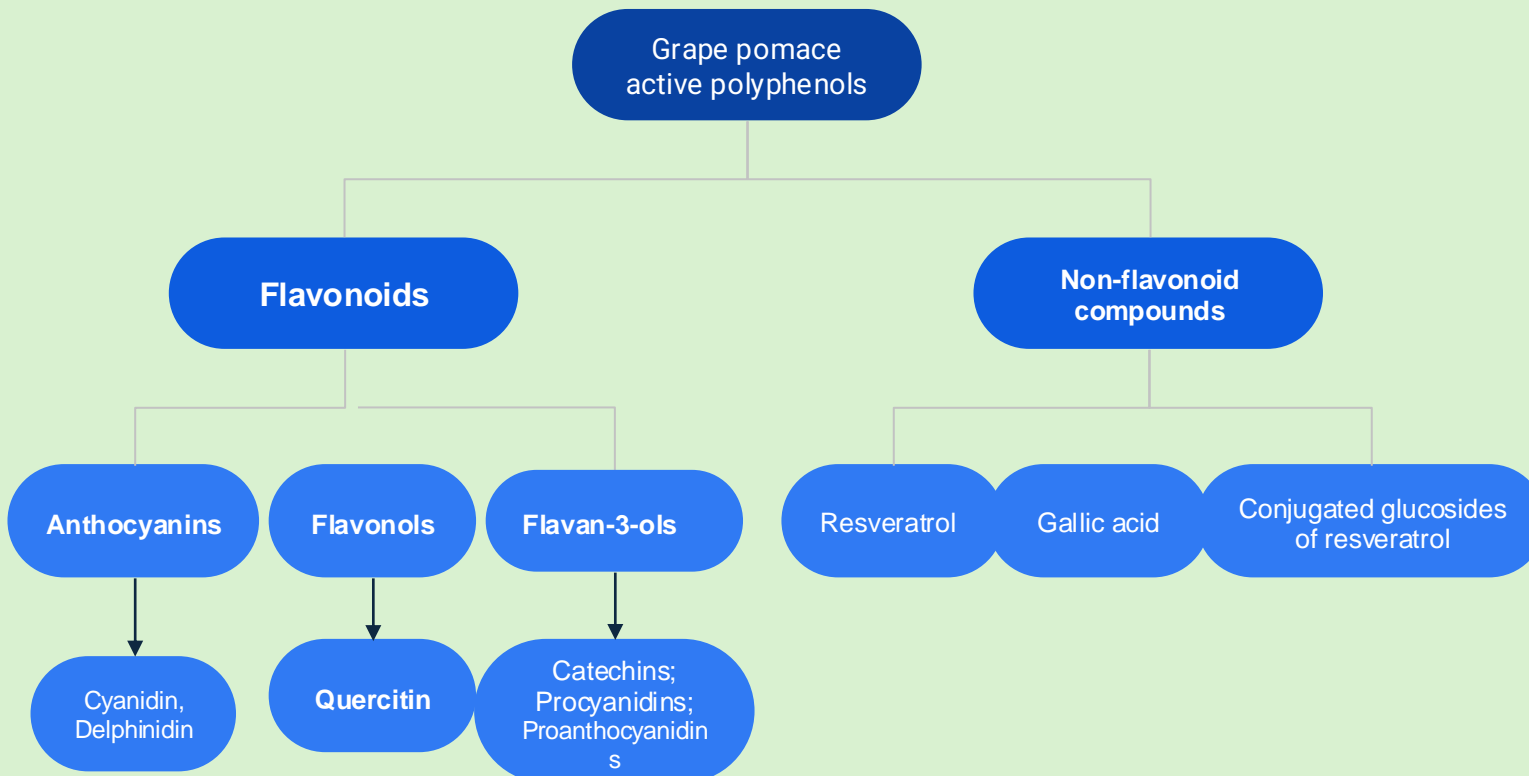 Grape pomace
active polyphenols
Flavonoids
Non-flavonoid
compounds
Anthocyanins
Flavonols
Flavan-3-ols
Resveratrol
Gallic acid
Conjugated glucosides
of resveratrol
Cyanidin,
Delphinidin
Quercitin
Catechins;
Procyanidins;
Proanthocyanidin
s